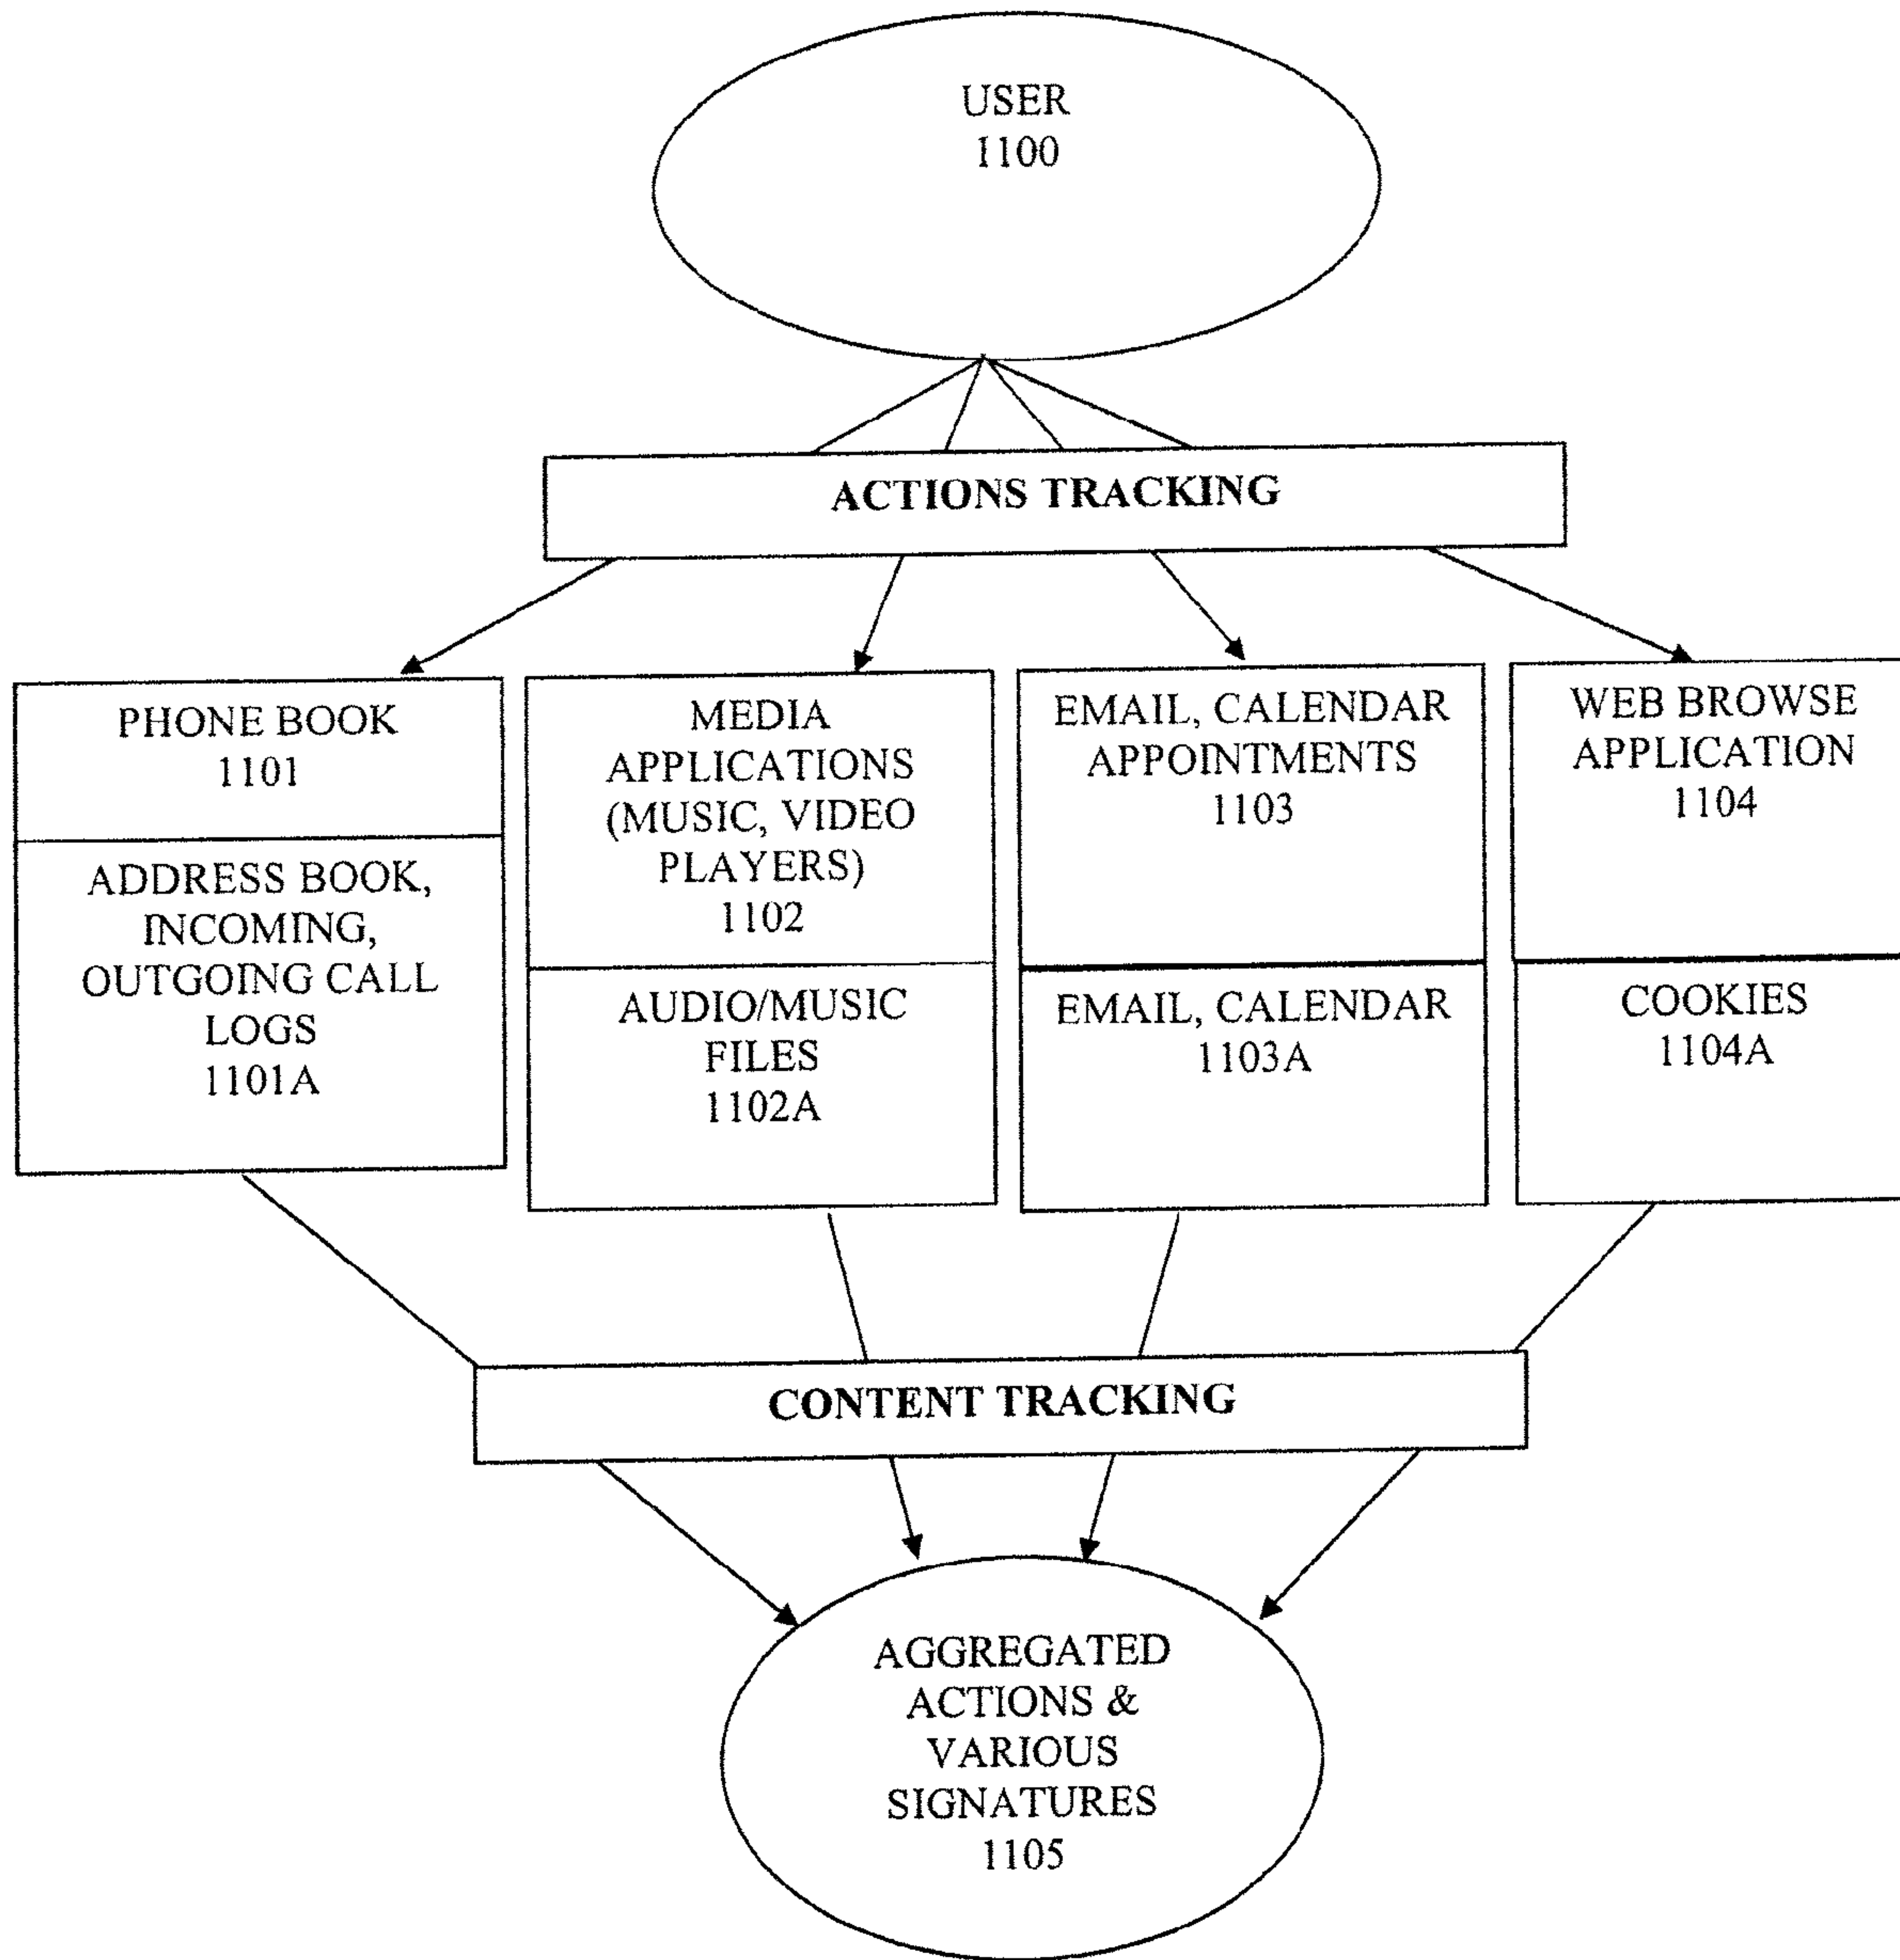 USER
1100
ACTIONS TRACKING
PHONE BOOK
1101
ADDRESS BOOK,
INCOMING,
OUTGOING CALL
LOGS
1101A
MEDIA
APPLICATIONS
(MUSIC, VIDEO
PLAYERS)
1102
AUDIO/MUSIC
FILES
1102A
EMAIL, CALENDAR
APPOINTMENTS
1103
EMAIL, CALENDAR
1103A
WEB BROWSE
APPLICATION
1104
COOKIES
1104A
CONTENT TRACKING
AGGREGATED
ACTIONS &
VARIOUS
SIGNATURES
1105